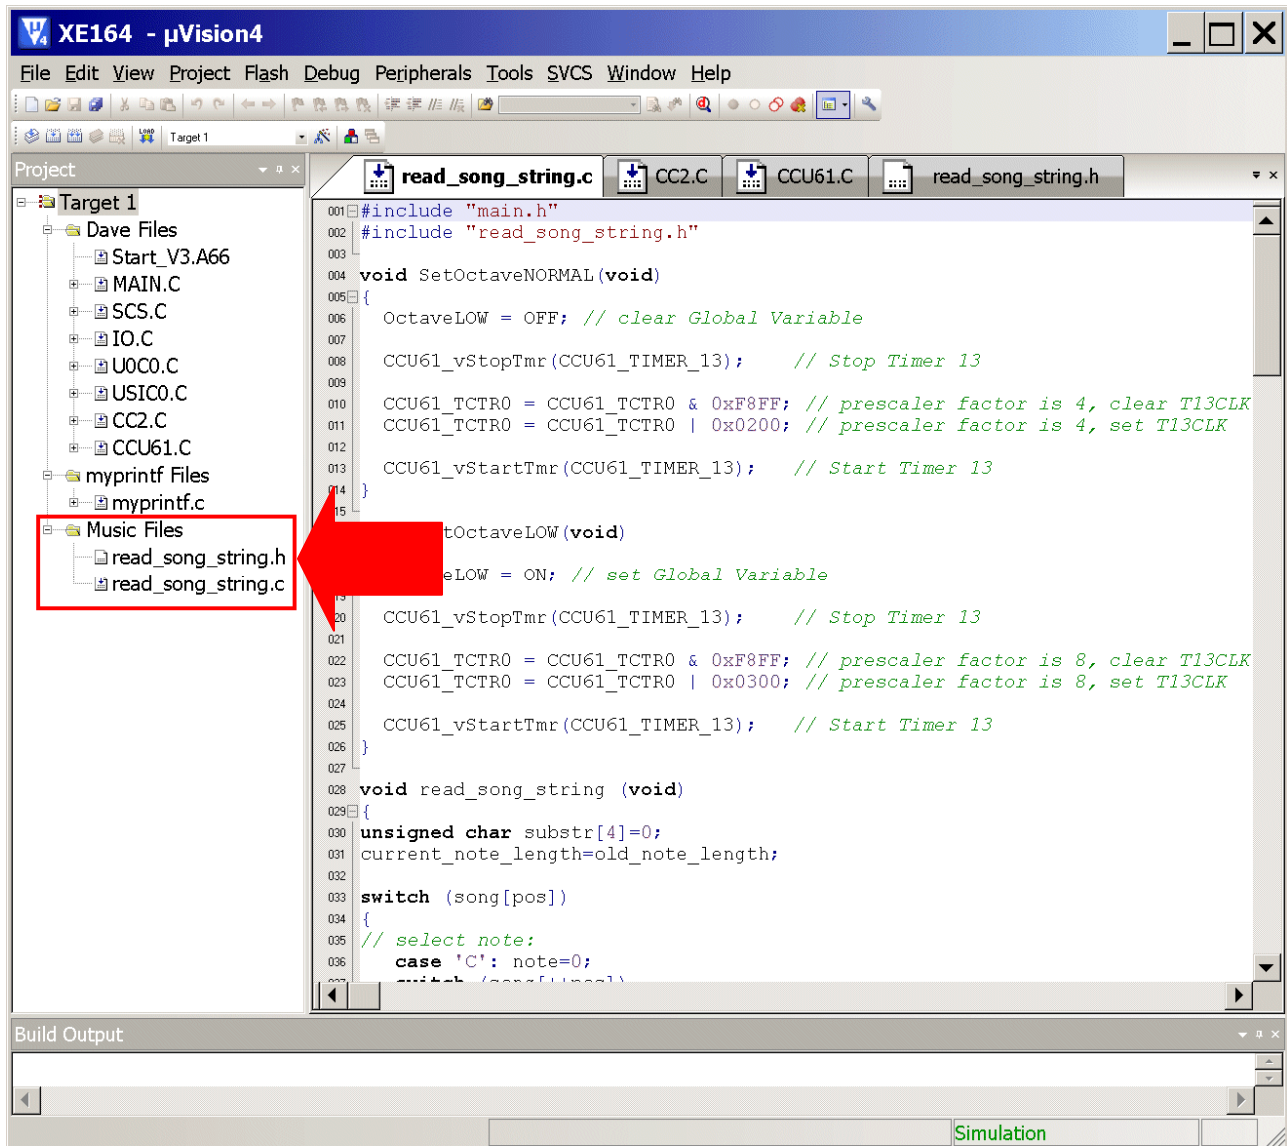 XE164 - µVision4
File Edit View Project Flash Debug Peripherals Tools SVCS Window Help
LOAD Target 1
Project
Target 1
Dave Files
Start_V3.A66
MAIN.C
SCS.C
IO.C
U0C0.C
USIC0.C
CC2.C
CCU61.C
myprintf Files
myprintf.c
Music Files
read_song_string.h
read_song_string.c
read_song_string.c CC2.C CCU61.C read_song_string.h
001 #include "main.h"
002 #include "read_song_string.h"
003
004 void SetOctaveNORMAL(void)
005 {
006 OctaveLOW = OFF; // clear Global Variable
007
008 CCU61_vStopTmr(CCU61_TIMER_13); // Stop Timer 13
009
010 CCU61_TCTR0 = CCU61_TCTR0 & 0xF8FF; // prescaler factor is 4, clear T13CLK
011 CCU61_TCTR0 = CCU61_TCTR0 | 0x0200; // prescaler factor is 4, set T13CLK
012
013 CCU61_vStartTmr(CCU61_TIMER_13); // Start Timer 13
014 }
15
tOctaveLOW(void)
eLOW = ON; // set Global Variable
19
20 CCU61_vStopTmr(CCU61_TIMER_13); // Stop Timer 13
021
022 CCU61_TCTR0 = CCU61_TCTR0 & 0xF8FF; // prescaler factor is 8, clear T13CLK
023 CCU61_TCTR0 = CCU61_TCTR0 | 0x0300; // prescaler factor is 8, set T13CLK
024
025 CCU61_vStartTmr(CCU61_TIMER_13); // Start Timer 13
026 }
027
028 void read_song_string (void)
029 {
030 unsigned char substr[4]=0;
031 current_note_length=old_note_length;
032
033 switch (song[pos])
034 {
035 // select note:
036 case 'C': note=0;
037 switch (song[++pos])
Build Output
Simulation